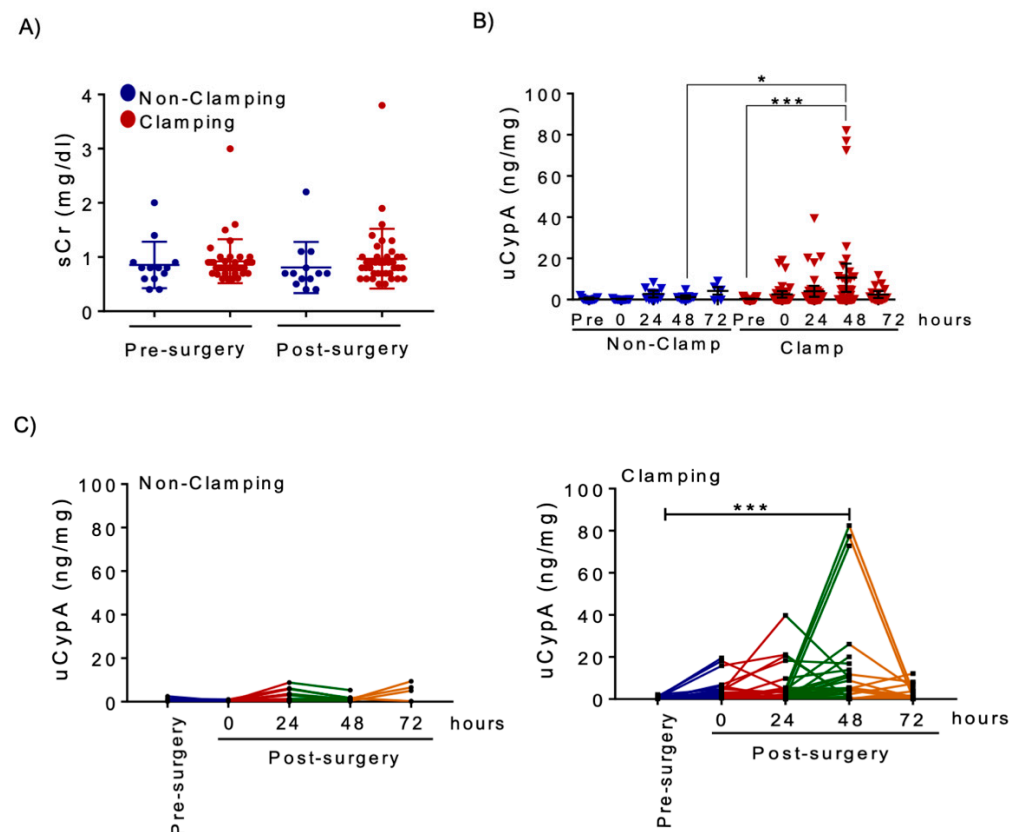 A)
B)
4
3
2
1
0
sCr (mg/dl)
Non-Clamping
Clamping
Pre-surgery
Post-surgery
100
80
60
40
20
0
uCypA (ng/mg)
*
***
Pre 0 24 48 72 Pre 0 24 48 72 hours
Non-Clamp Clamp
C)
100
80
60
40
20
0
uCypA (ng/mg)
Non-Clamping
Pre-surgery
0 24 48 72 hours
Post-surgery
100
80
60
40
20
0
uCypA (ng/mg)
Clamping
***
Pre-surgery
0 24 48 72 hours
Post-surgery